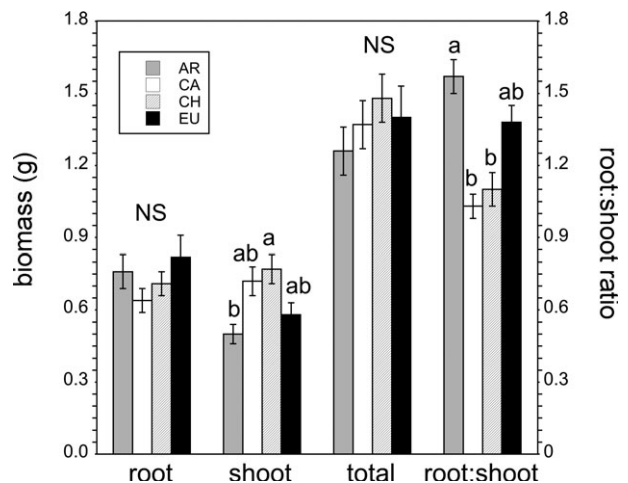 biomass (g)
1.8
1.5
1.2
0.9
0.6
0.3
0.0
AR
CA
CH
EU
NS
b
ab
a
ab
NS
a
b
b
ab
1.8
1.5
1.2
0.9
0.6
0.3
0
root:shoot ratio
root shoot total root:shoot